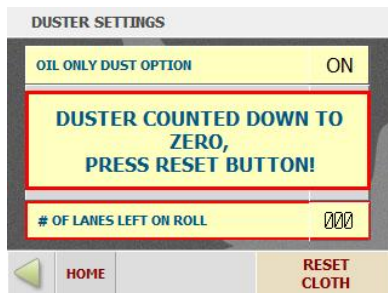 DUSTER SETTINGS
OIL ONLY DUST OPTION ON
DUSTER COUNTED DOWN TO
ZERO,
PRESS RESET BUTTON!
# OF LANES LEFT ON ROLL 000
HOME
RESET
CLOTH